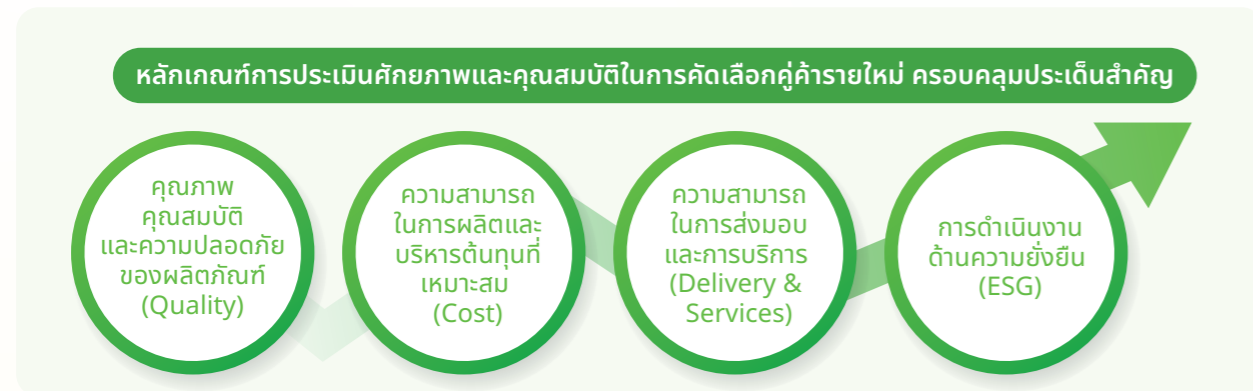 หลักเกณฑ์การประเมินศักยภาพและคุณสมบัติในการคัดเลือกคู่ค้ารายใหม่ ครอบคลุมประเด็นสำคัญ
คุณภาพ
คุณสมบัติ
และความปลอดภัย
ของผลิตภัณฑ์
(Quality)
ความสามารถ
ในการผลิตและ
บริหารต้นทุนที่
เหมาะสม
(Cost)
ความสามารถ
ในการส่งมอบ
และการบริการ
(Delivery &
Services)
การดำเนินงาน
ด้านความยั่งยืน
(ESG)